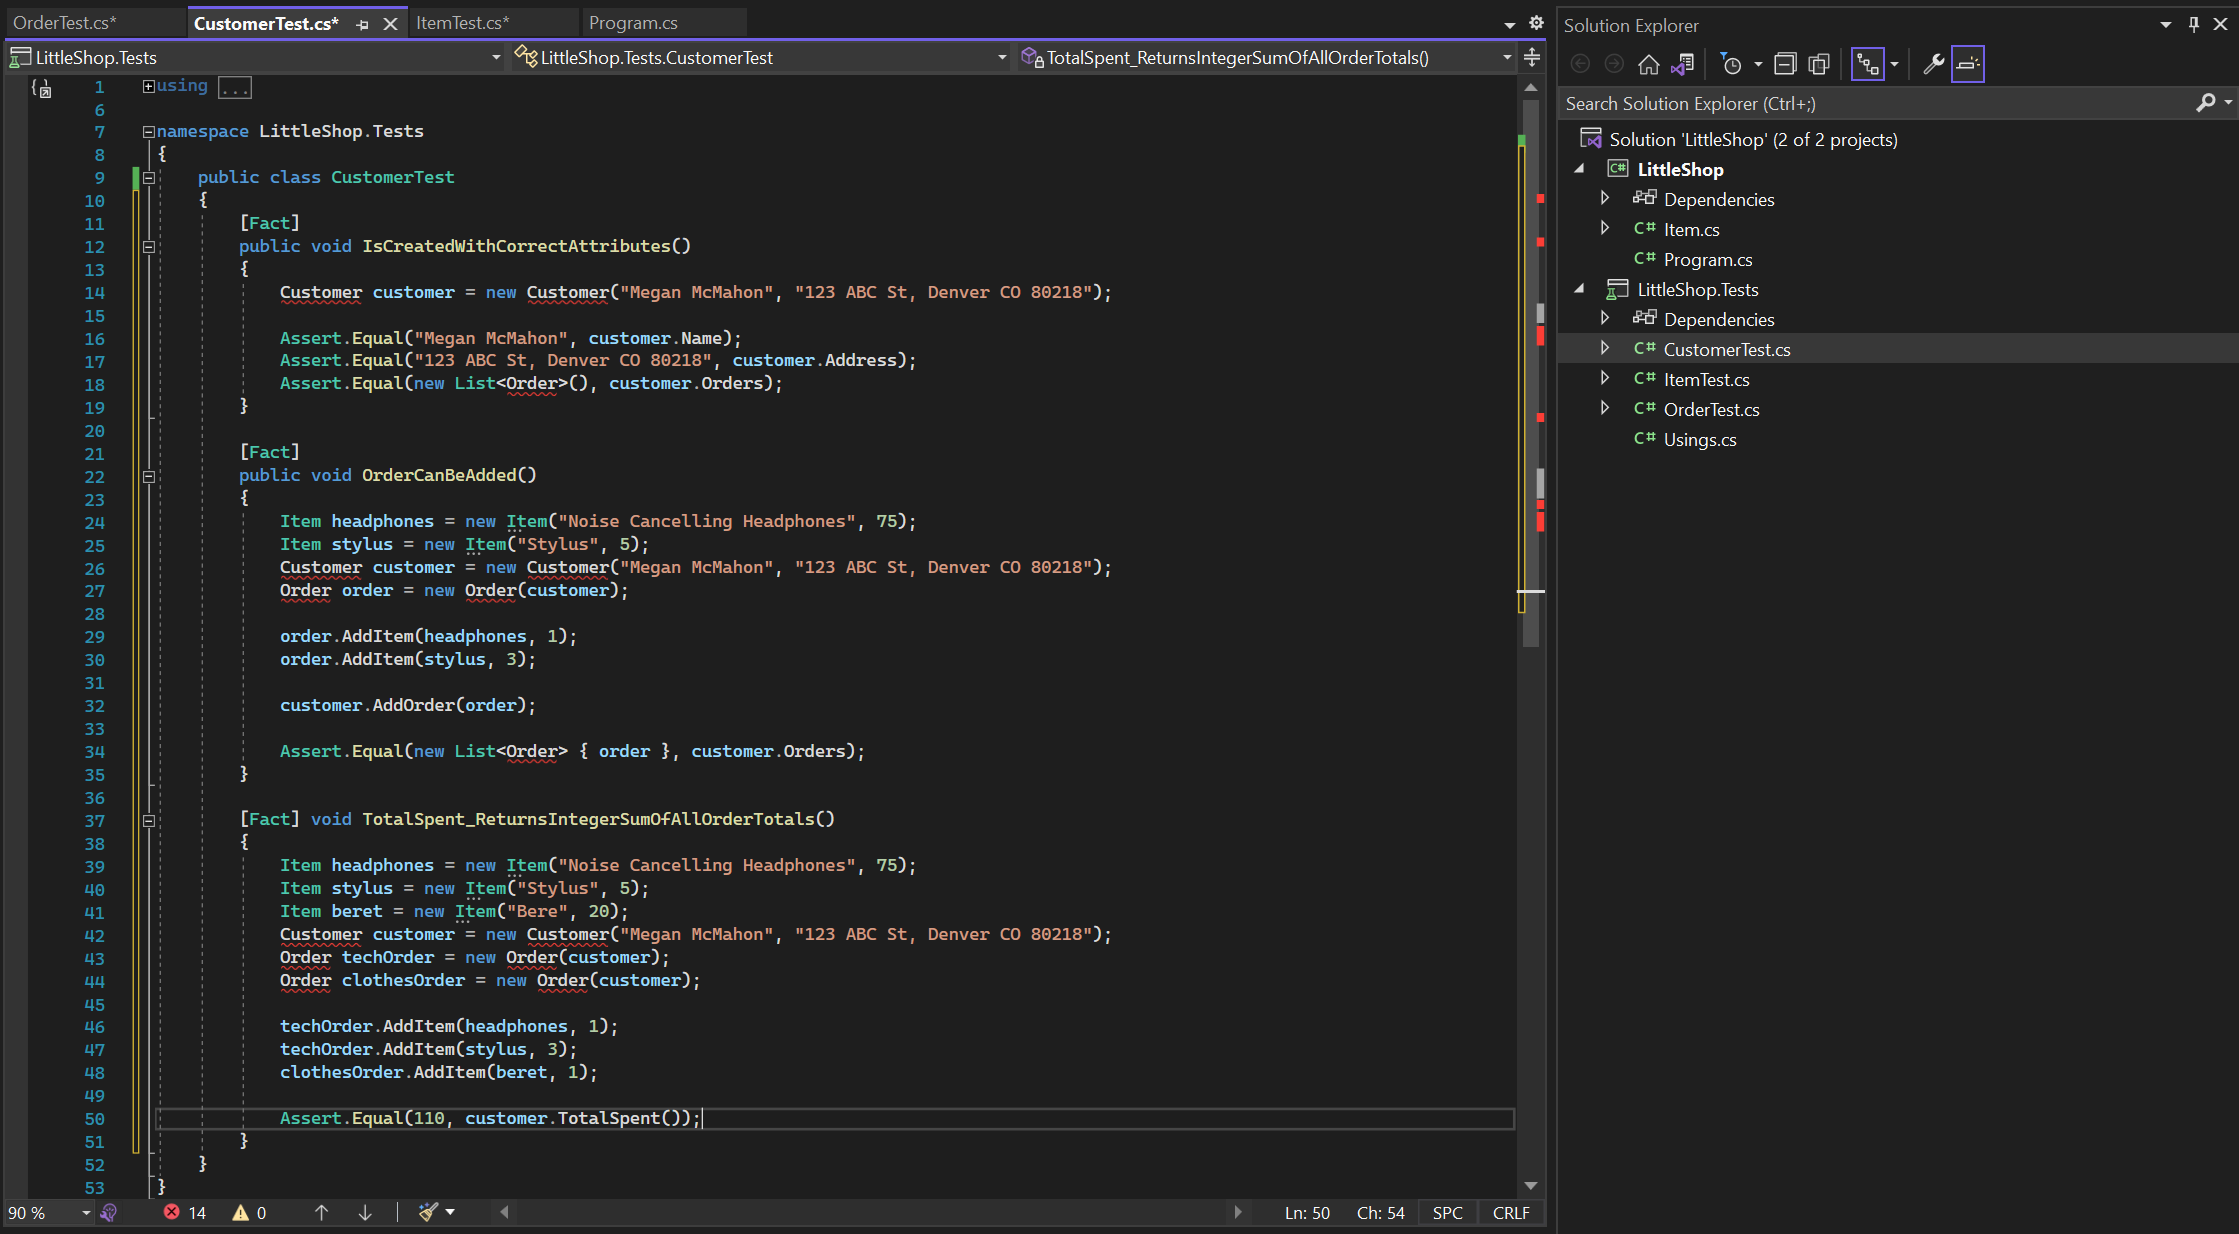 OrderTest.cs*
CustomerTest.cs*
ItemTest.cs*
Program.cs
LittleShop.Tests
LittleShop.Tests.CustomerTest
TotalSpent_ReturnsIntegerSumOfAllOrderTotals()
1 using ...
6
7 namespace LittleShop.Tests
8 {
9 public class CustomerTest
10 {
11 [Fact]
12 public void IsCreatedWithCorrectAttributes()
13 {
14 Customer customer = new Customer("Megan McMahon", "123 ABC St, Denver CO 80218");
15
16 Assert.Equal("Megan McMahon", customer.Name);
17 Assert.Equal("123 ABC St, Denver CO 80218", customer.Address);
18 Assert.Equal(new List<Order>(), customer.Orders);
19 }
20
21 [Fact]
22 public void OrderCanBeAdded()
23 {
24 Item headphones = new Item("Noise Cancelling Headphones", 75);
25 Item stylus = new Item("Stylus", 5);
26 Customer customer = new Customer("Megan McMahon", "123 ABC St, Denver CO 80218");
27 Order order = new Order(customer);
28
29 order.AddItem(headphones, 1);
30 order.AddItem(stylus, 3);
31
32 customer.AddOrder(order);
33
34 Assert.Equal(new List<Order> { order }, customer.Orders);
35 }
36
37 [Fact] void TotalSpent_ReturnsIntegerSumOfAllOrderTotals()
38 {
39 Item headphones = new Item("Noise Cancelling Headphones", 75);
40 Item stylus = new Item("Stylus", 5);
41 Item beret = new Item("Bere", 20);
42 Customer customer = new Customer("Megan McMahon", "123 ABC St, Denver CO 80218");
43 Order techOrder = new Order(customer);
44 Order clothesOrder = new Order(customer);
45
46 techOrder.AddItem(headphones, 1);
47 techOrder.AddItem(stylus, 3);
48 clothesOrder.AddItem(beret, 1);
49
50 Assert.Equal(110, customer.TotalSpent());
51 }
52 }
53 }
90 %
14
0
Ln: 50
Ch: 54
SPC
CRLF
Solution Explorer
Search Solution Explorer (Ctrl+;)
Solution 'LittleShop' (2 of 2 projects)
C# LittleShop
Dependencies
C# Item.cs
C# Program.cs
LittleShop.Tests
Dependencies
C# CustomerTest.cs
C# ItemTest.cs
C# OrderTest.cs
C# Usings.cs